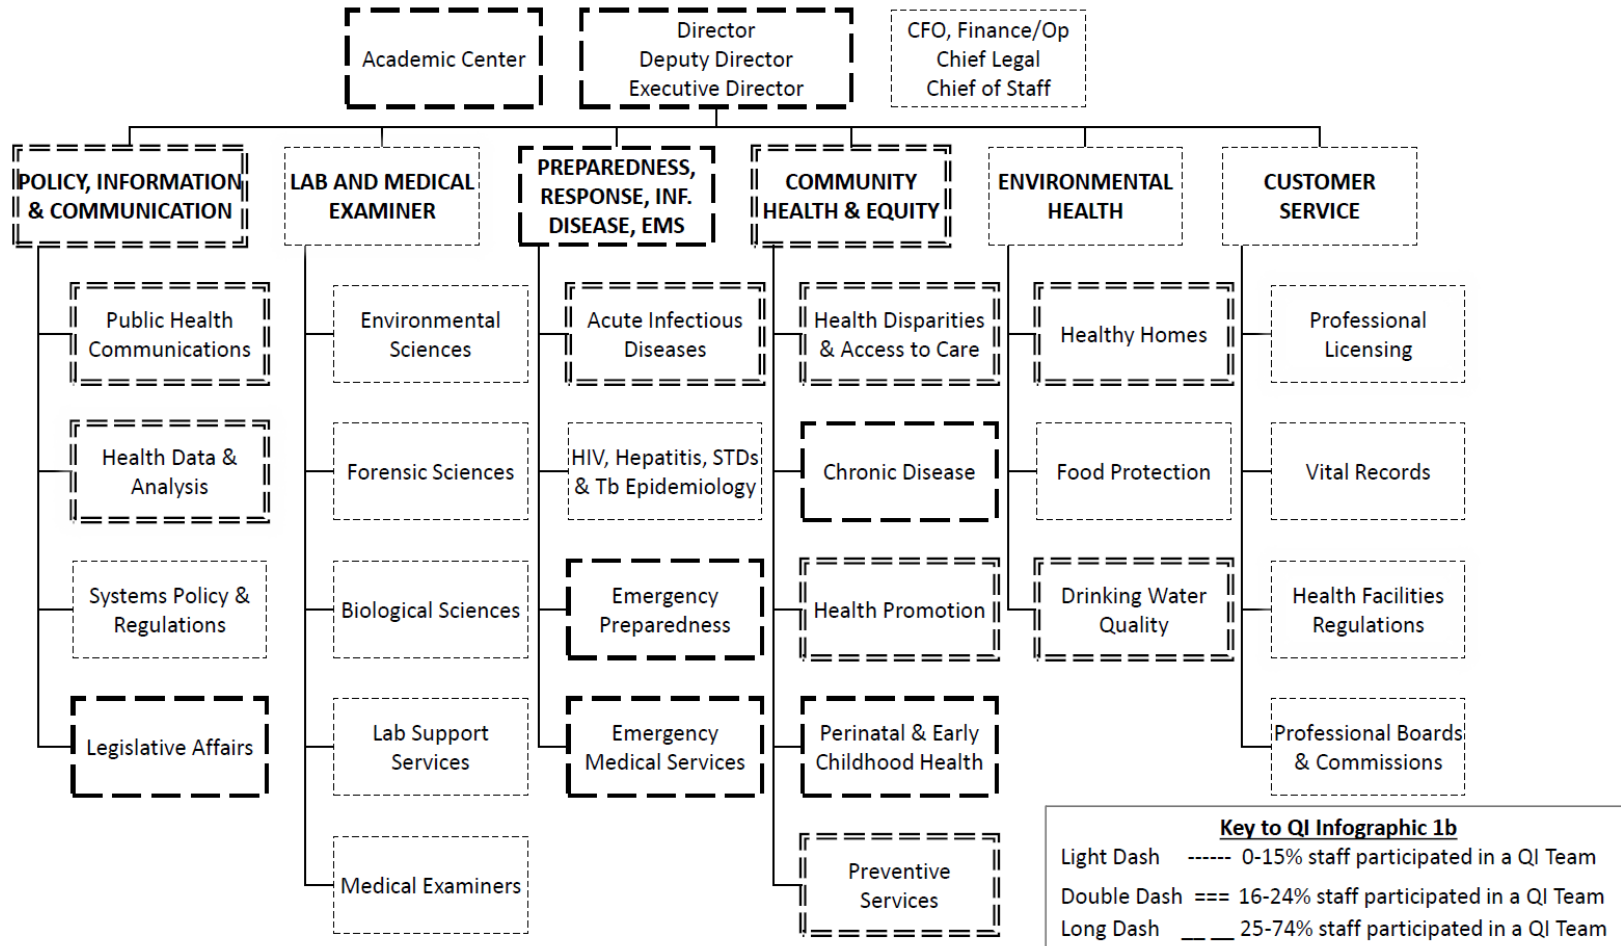 Academic Center
Director
Deputy Director
Executive Director
CFO, Finance/Op
Chief Legal
Chief of Staff
POLICY, INFORMATION
& COMMUNICATION
LAB AND MEDICAL
EXAMINER
PREPAREDNESS,
RESPONSE, INF.
DISEASE, EMS
COMMUNITY
HEALTH & EQUITY
ENVIRONMENTAL
HEALTH
CUSTOMER
SERVICE
Public Health
Communications
Health Data &
Analysis
Systems Policy &
Regulations
Legislative Affairs
Environmental
Sciences
Forensic Sciences
Biological Sciences
Lab Support
Services
Medical Examiners
Acute Infectious
Diseases
HIV, Hepatitis, STDs
& Tb Epidemiology
Emergency
Preparedness
Emergency
Medical Services
Health Disparities
& Access to Care
Chronic Disease
Health Promotion
Perinatal & Early
Childhood Health
Preventive
Services
Healthy Homes
Food Protection
Drinking Water
Quality
Professional
Licensing
Vital Records
Health Facilities
Regulations
Professional Boards
& Commissions
Key to QI Infographic 1b
Light Dash ------ 0-15% staff participated in a QI Team
Double Dash === 16-24% staff participated in a QI Team
Long Dash __ __ 25-74% staff participated in a QI Team